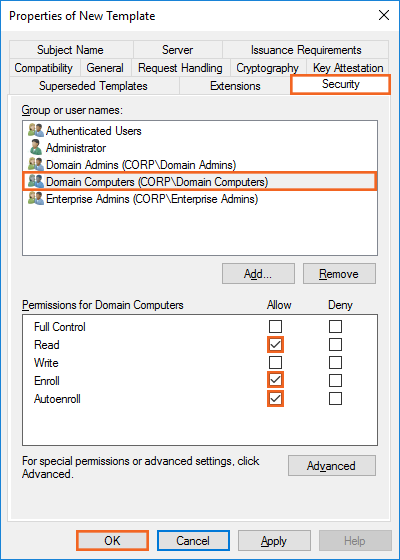 Properties of New Template
Subject Name Server Issuance Requirements
Compatibility General Request Handling Cryptography Key Attestation
Superseded Templates Extensions Security
Group or user names:
Authenticated Users
Administrator
Domain Admins (CORP\Domain Admins)
Domain Computers (CORP\Domain Computers)
Enterprise Admins (CORP\Enterprise Admins)
Add... Remove
Permissions for Domain Computers Allow Deny
Full Control
Read
Write
Enroll
Autoenroll
For special permissions or advanced settings, click
Advanced.
Advanced
OK Cancel Apply Help